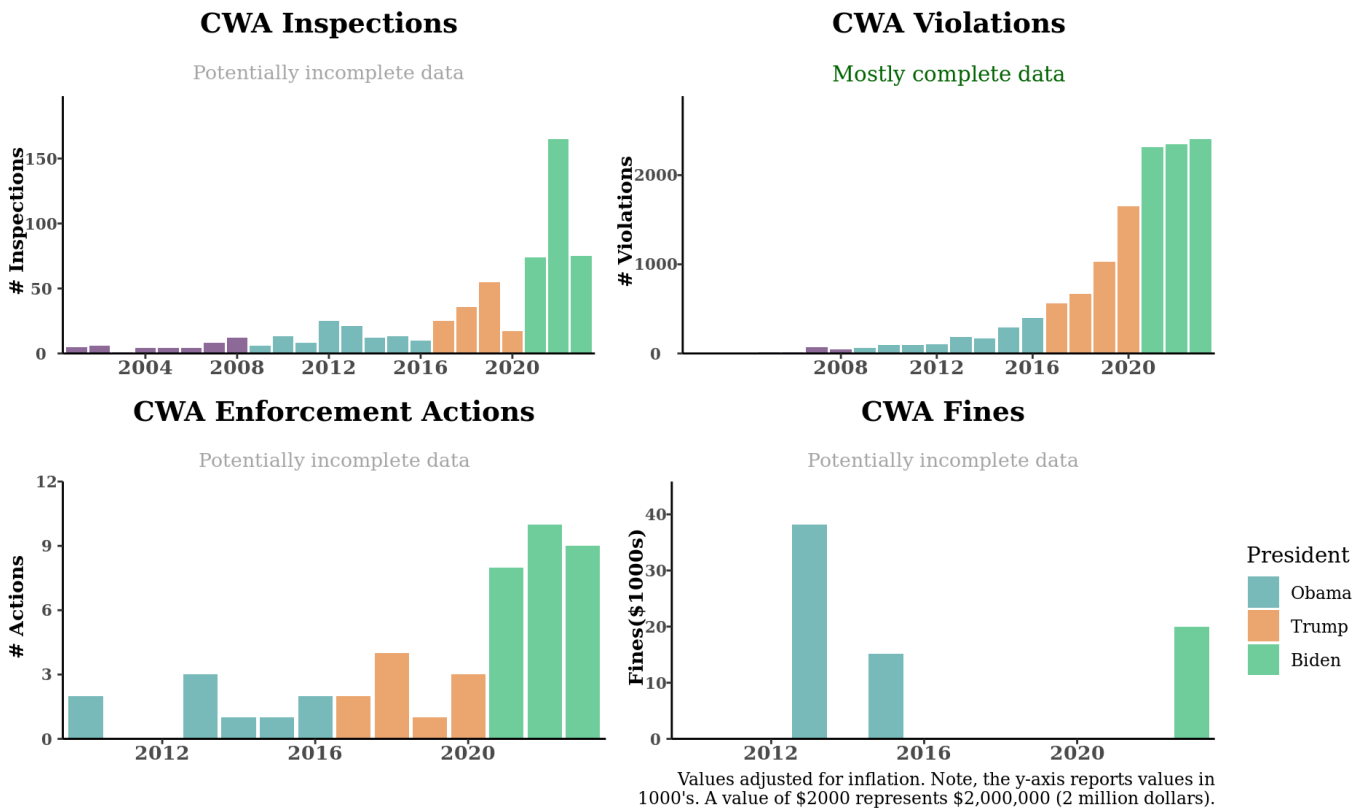 CWA Inspections
Potentially incomplete data
# Inspections
150
100
50
0
2004
2008
2012
2016
2020
CWA Violations
Mostly complete data
# Violations
2000
1000
0
2008
2012
2016
2020
CWA Enforcement Actions
Potentially incomplete data
# Actions
12
9
6
3
0
2012
2016
2020
CWA Fines
Potentially incomplete data
Fines($1000s)
40
30
20
10
0
2012
2016
2020
President
Obama
Trump
Biden
Values adjusted for inflation. Note, the y-axis reports values in
1000's. A value of $2000 represents $2,000,000 (2 million dollars).